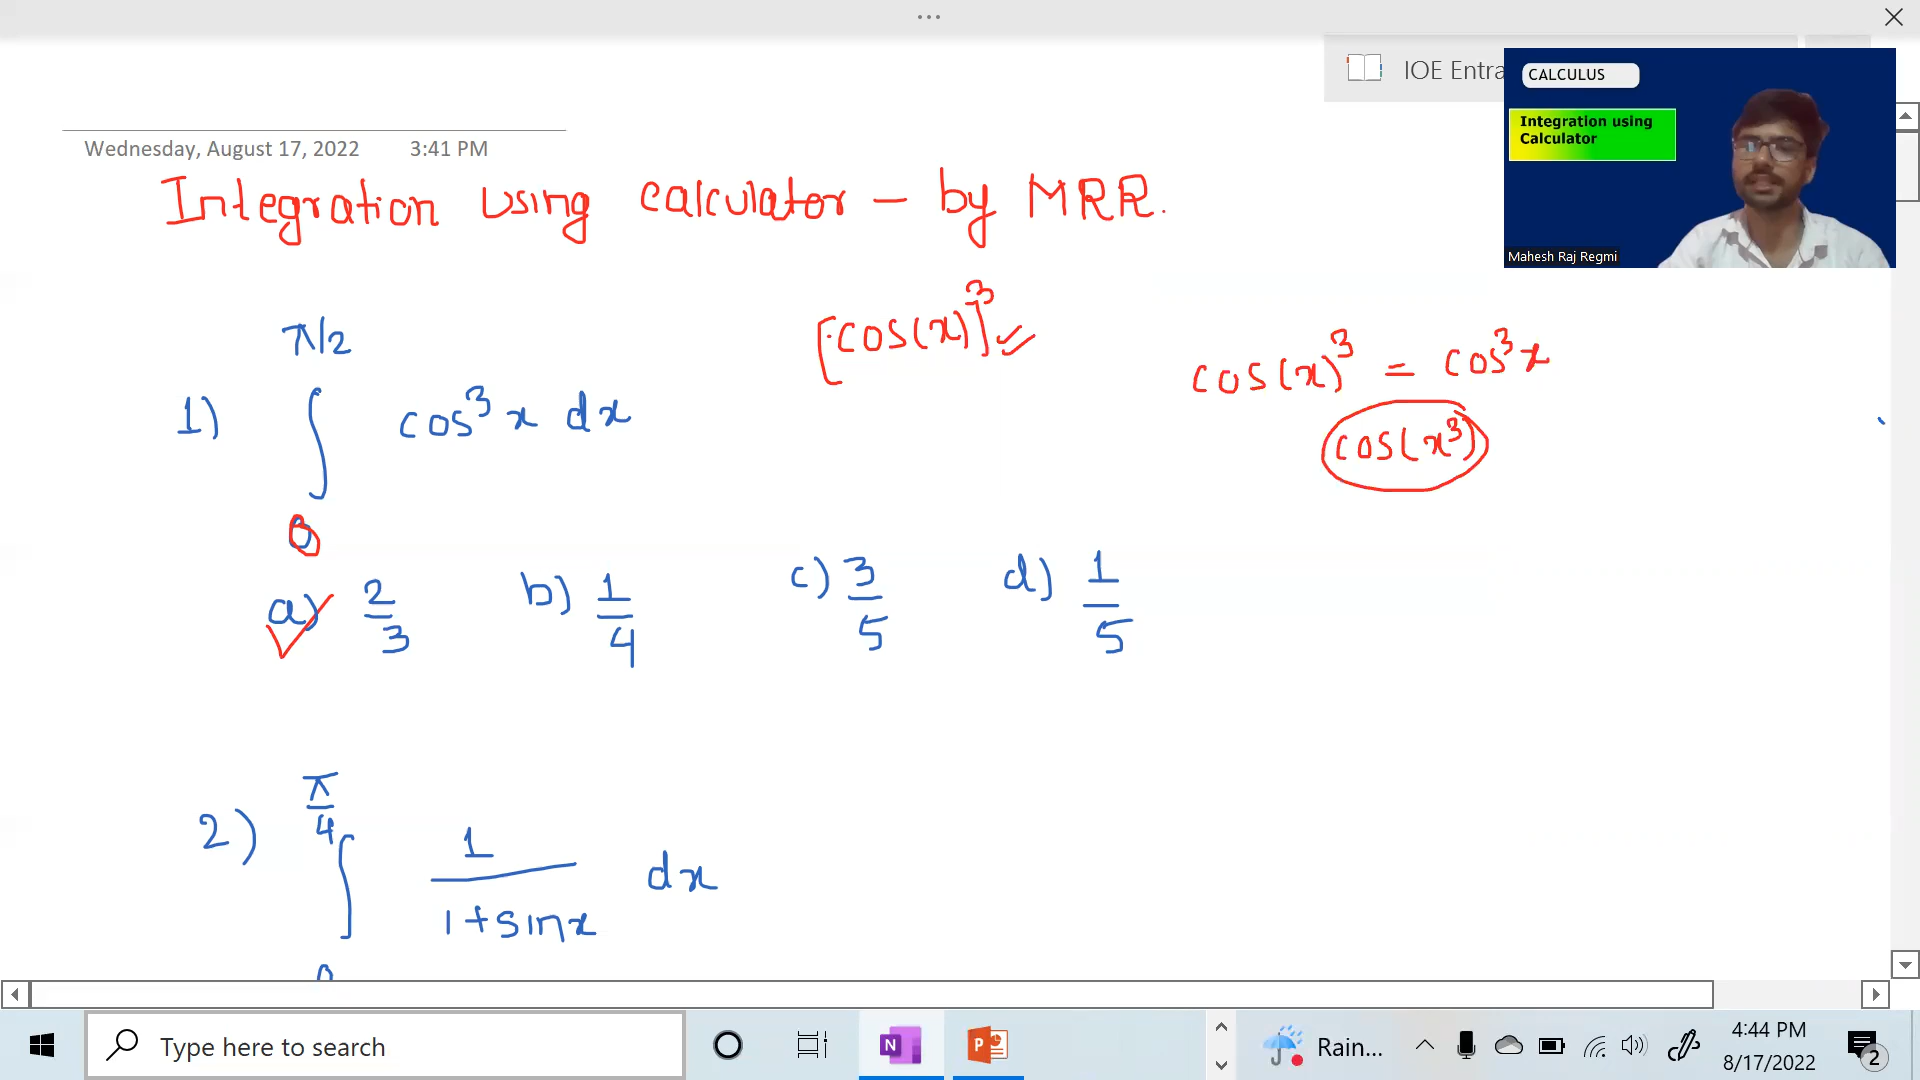 ...
IOE Entra
CALCULUS
Integration using
Calculator
Mahesh Raj Regmi
Wednesday, August 17, 2022 3:41 PM
Integration using calculator – by MRR.
[cos(x)]³
cos(x)³ = cos³x
cos(x³)
π/2
1) ∫ cos³x dx
0
a) 2/3 b) 1/4 c) 3/5 d) 1/5
π/4
2) ∫ 1/(1+sinx) dx
0
Type here to search
N
P
Rain...
4:44 PM
8/17/2022
2